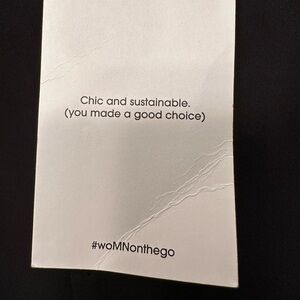 Chic and sustainable.
(you made a good choice)
#woMNonthego